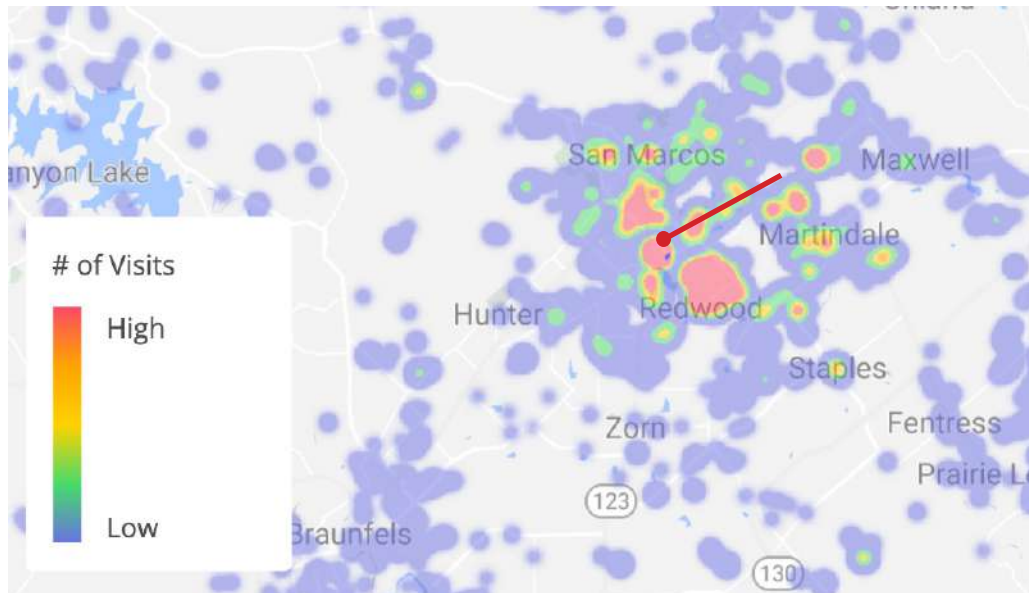 San Marcos
Maxwell
anyon Lake
Martindale
# of Visits
High
Low
Hunter
Redwood
Staples
Zorn
Fentress
Prairie Le
123
Braunfels
130